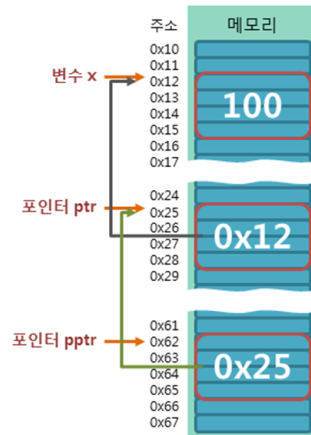 주소 메모리
0x10
0x11
변수 x 0x12
0x13
100
0x14
0x15
0x16
0x17
0x24
포인터 ptr 0x25
0x26
0x12
0x27
0x28
0x29
0x61
포인터 pptr 0x62
0x63
0x25
0x64
0x65
0x66
0x67